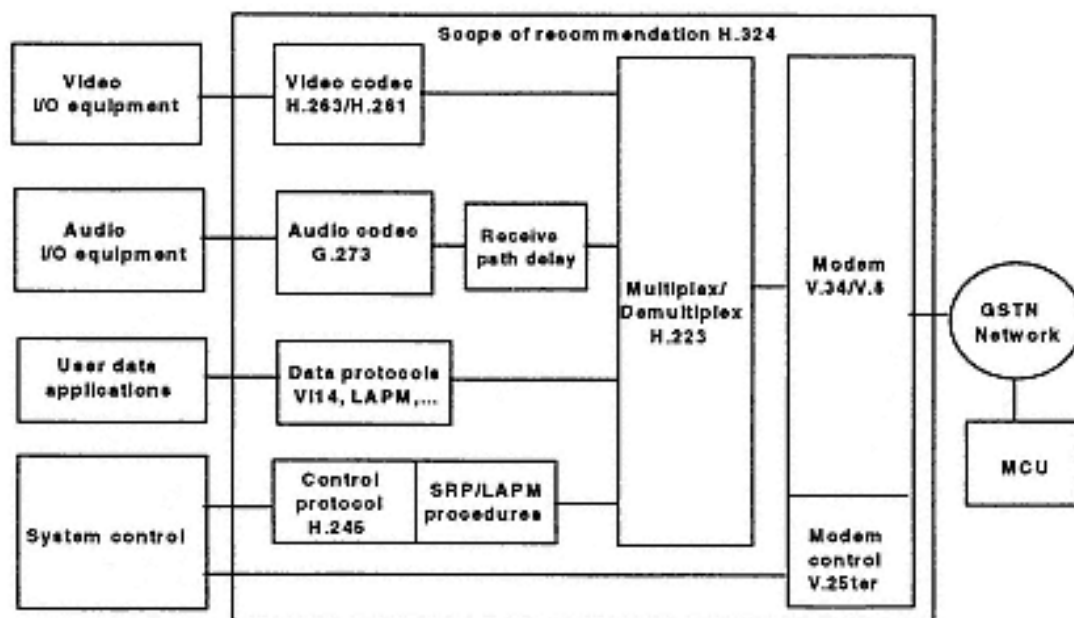 Scope of recommendation H.324
Video
I/O equipment
Video codec
H.263/H.261
Audio
I/O equipment
Audio codec
G.273
Receive
path delay
User data
applications
Data protocols
V14, LAPM,...
System control
Control
protocol
H.245
SRP/LAPM
procedures
Multiplex/
Demultiplex
H.223
Modem
V.34/V.8
Modem
control
V.25ter
GSTN
Network
MCU